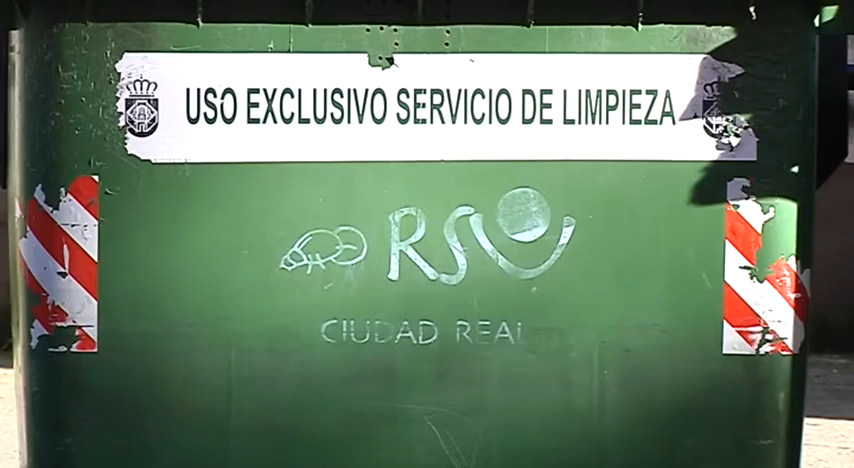 USO EXCLUSIVO SERVICIO DE LIMPIEZA
RSU
CIUDAD REAL